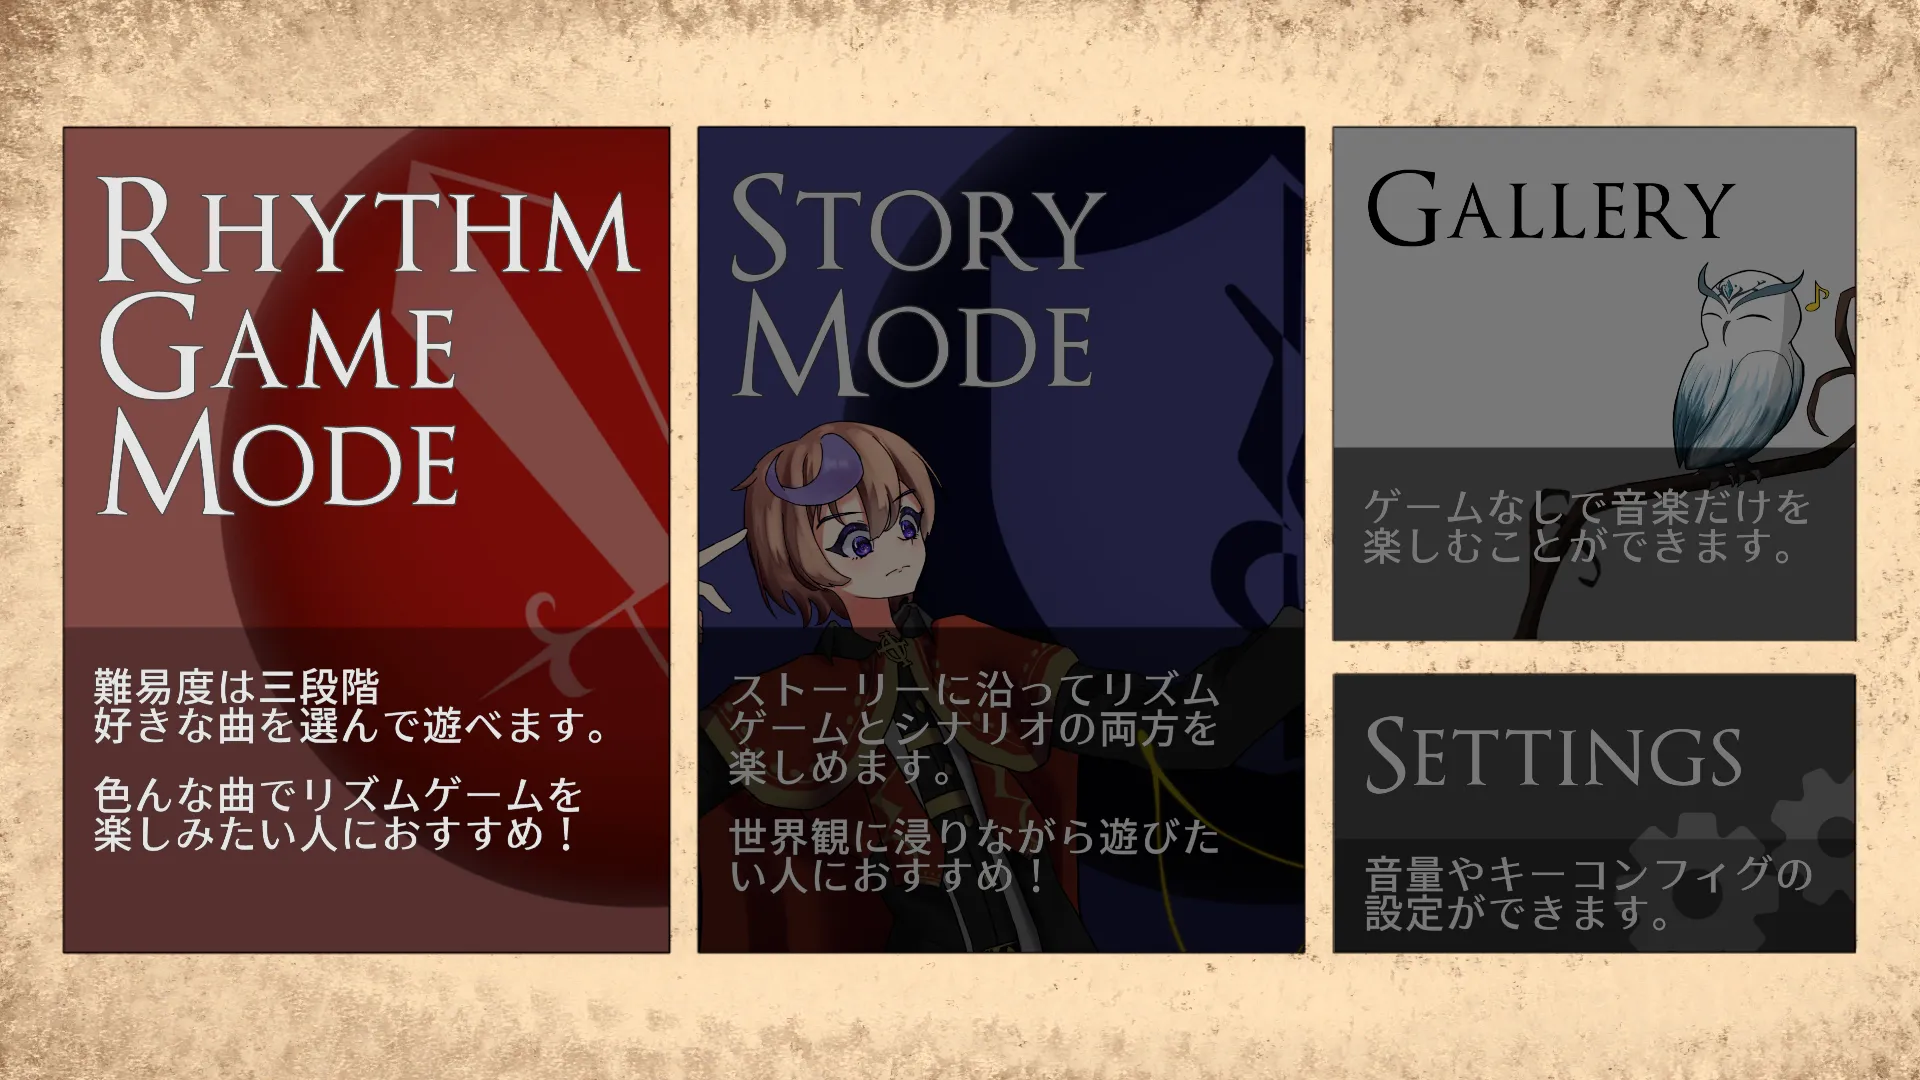 RHYTHM
GAME
MODE
難易度は三段階
好きな曲を選んで遊べます。
色んな曲でリズムゲームを
楽しみたい人におすすめ！
STORY
MODE
ストーリーに沿ってリズム
ゲームとシナリオの両方を
楽しめます。
世界観に浸りながら遊びた
い人におすすめ！
GALLERY
ゲームなしで音楽だけを
楽しむことができます。
SETTINGS
音量やキーコンフィグの
設定ができます。